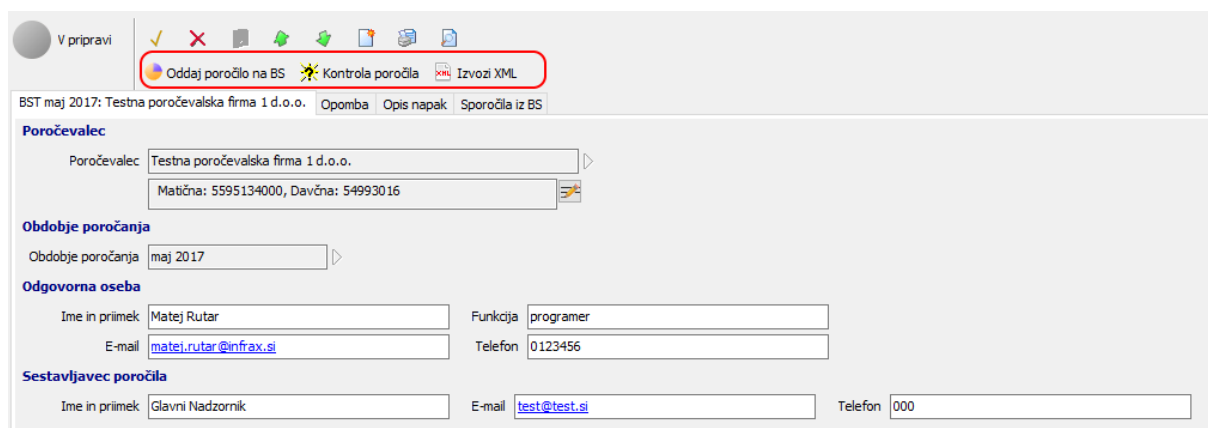 V pripravi
Oddaj poročilo na BS Kontrola poročila XML Izvozi XML
BST maj 2017: Testna poročevalska firma 1 d.o.o. Opomba Opis napak Sporočila iz BS
Poročevalec
Poročevalec Testna poročevalska firma 1 d.o.o.
Matična: 5595134000, Davčna: 54993016
Obdobje poročanja
Obdobje poročanja maj 2017
Odgovorna oseba
Ime in priimek Matej Rutar Funkcija programer
E-mail matej.rutar@infrax.si Telefon 0123456
Sestavljavec poročila
Ime in priimek Glavni Nadzornik E-mail test@test.si Telefon 000